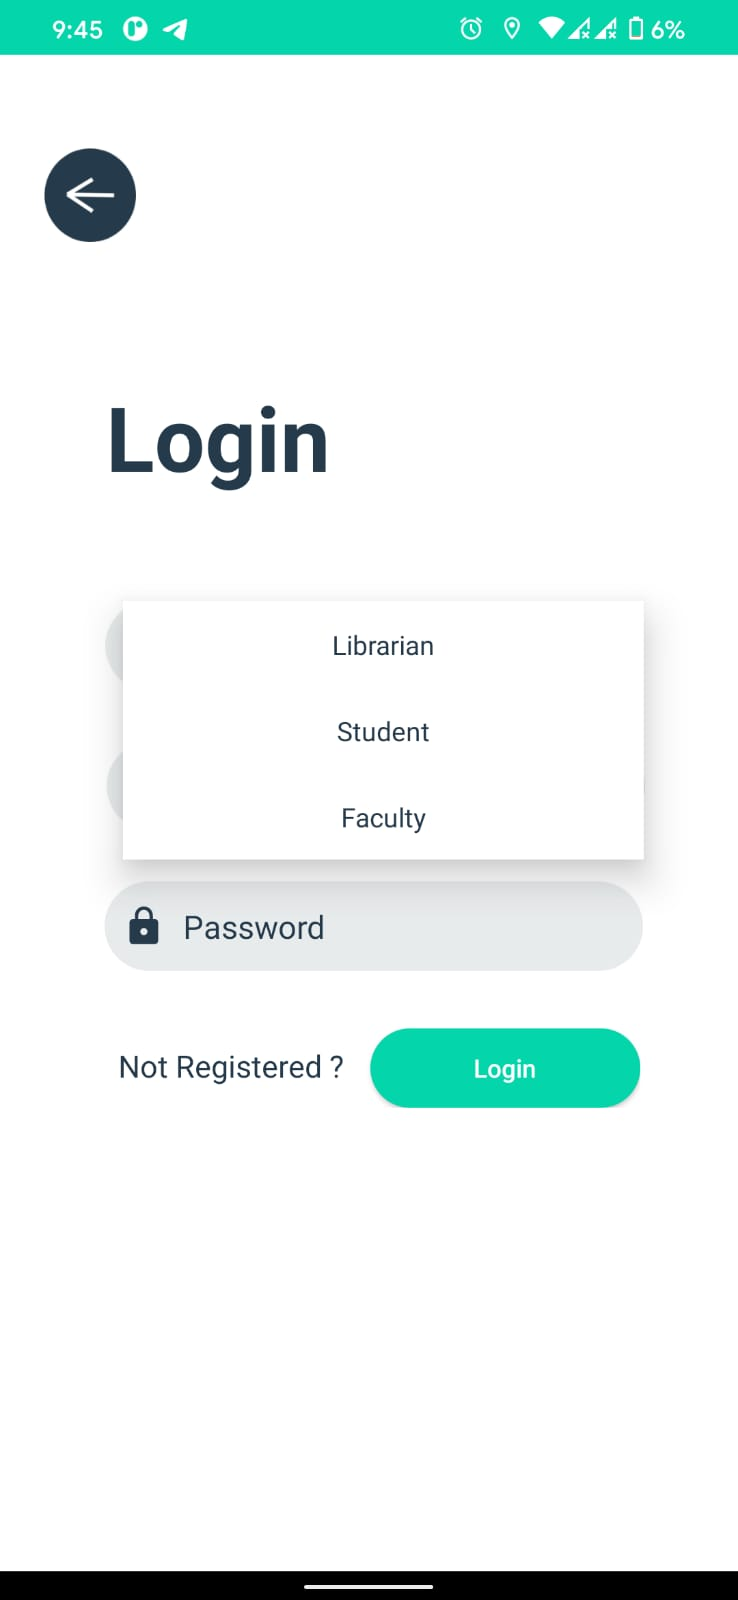 9:45 6%
Login
Librarian
Student
Faculty
Password
Not Registered ? Login